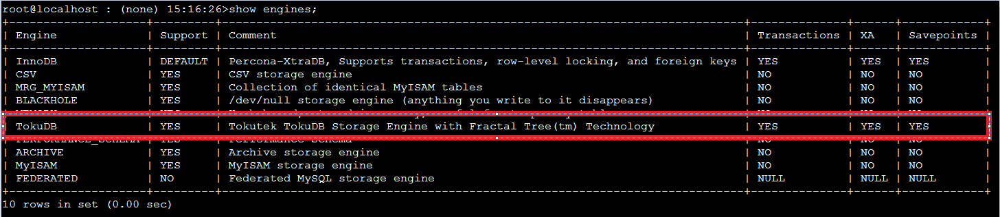 root@localhost : (none) 15:16:26>show engines;
+--------------------+---------+----------------------------------------------------------------------------+--------------+------+------------+
| Engine | Support | Comment | Transactions | XA | Savepoints |
+--------------------+---------+----------------------------------------------------------------------------+--------------+------+------------+
| InnoDB | DEFAULT | Percona-XtraDB, Supports transactions, row-level locking, and foreign keys | YES | YES | YES |
| CSV | YES | CSV storage engine | NO | NO | NO |
| MRG_MYISAM | YES | Collection of identical MyISAM tables | NO | NO | NO |
| BLACKHOLE | YES | /dev/null storage engine (anything you write to it disappears) | NO | NO | NO |
| TokuDB | YES | Tokutek TokuDB Storage Engine with Fractal Tree(tm) Technology | YES | YES | YES |
| PERFORMANCE_SCHEMA | YES | Performance Schema | NO | NO | NO |
| ARCHIVE | YES | Archive storage engine | NO | NO | NO |
| MyISAM | YES | MyISAM storage engine | NO | NO | NO |
| FEDERATED | NO | Federated MySQL storage engine | NULL | NULL | NULL |
+--------------------+---------+----------------------------------------------------------------------------+--------------+------+------------+
10 rows in set (0.00 sec)